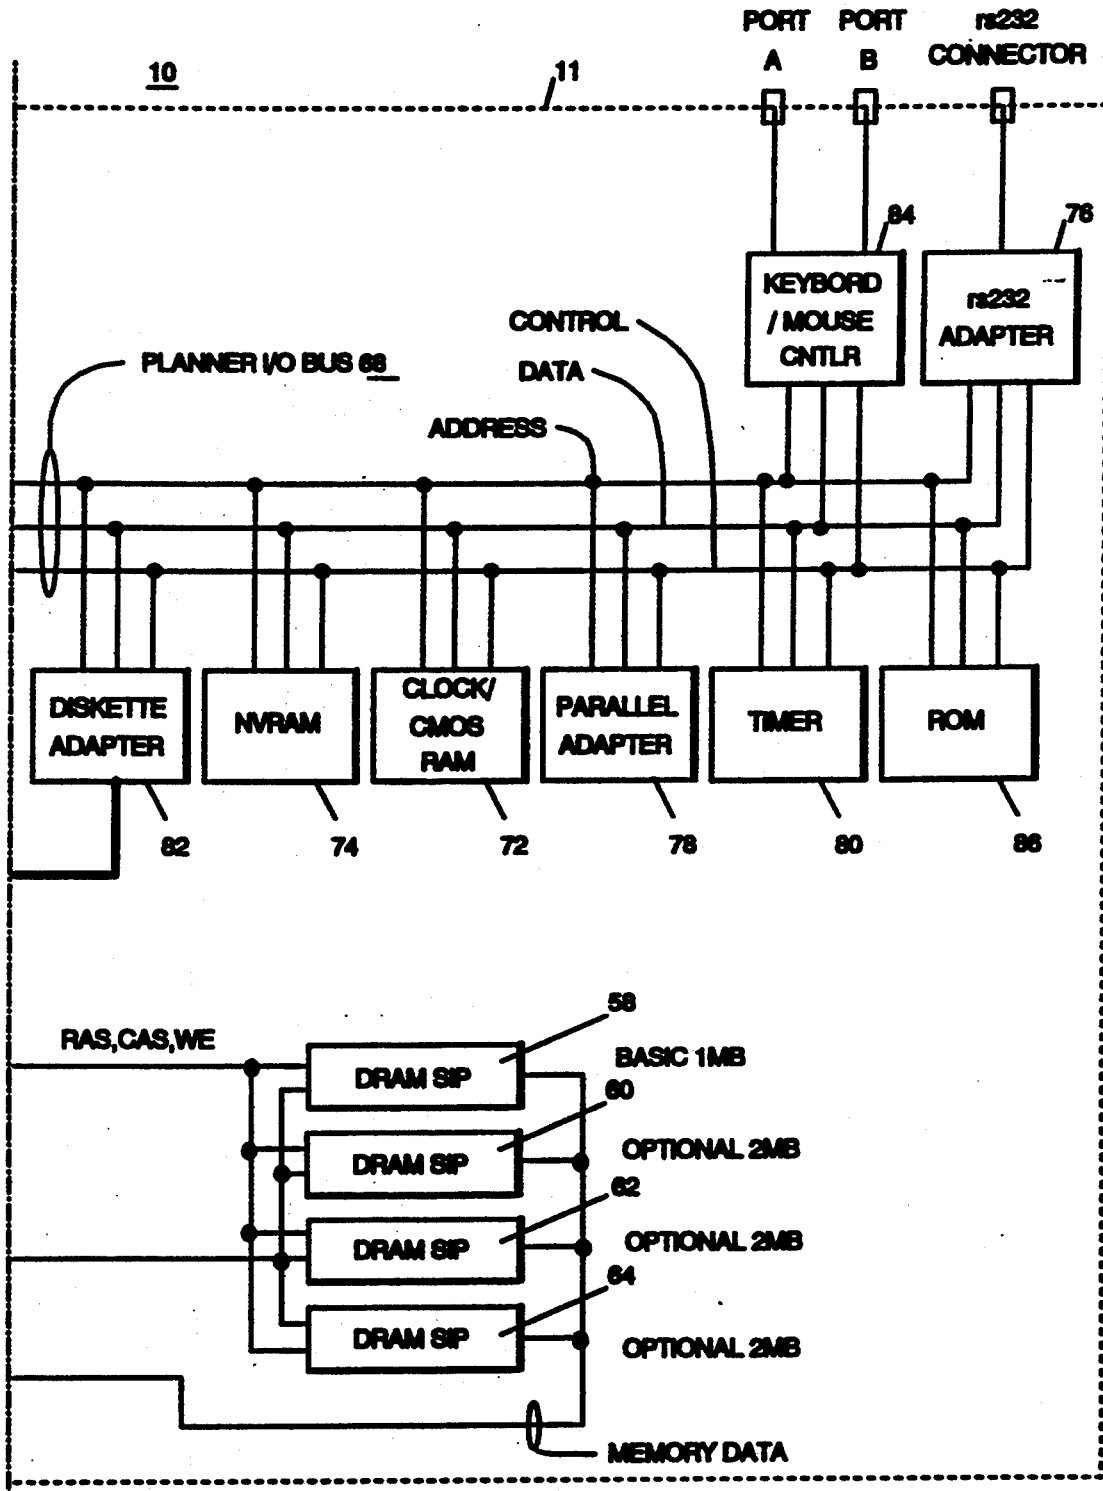 PORT A
PORT B
rs232 CONNECTOR
10
11
84
76
KEYBORD
/ MOUSE
CNTLR
rs232
ADAPTER
CONTROL
PLANNER I/O BUS 68
DATA
ADDRESS
DISKETTE
ADAPTER
NVRAM
CLOCK/
CMOS
RAM
PARALLEL
ADAPTER
TIMER
ROM
82
74
72
78
80
86
58
RAS,CAS,WE
BASIC 1MB
DRAM SIP
60
OPTIONAL 2MB
DRAM SIP
62
OPTIONAL 2MB
DRAM SIP
64
DRAM SIP
OPTIONAL 2MB
MEMORY DATA